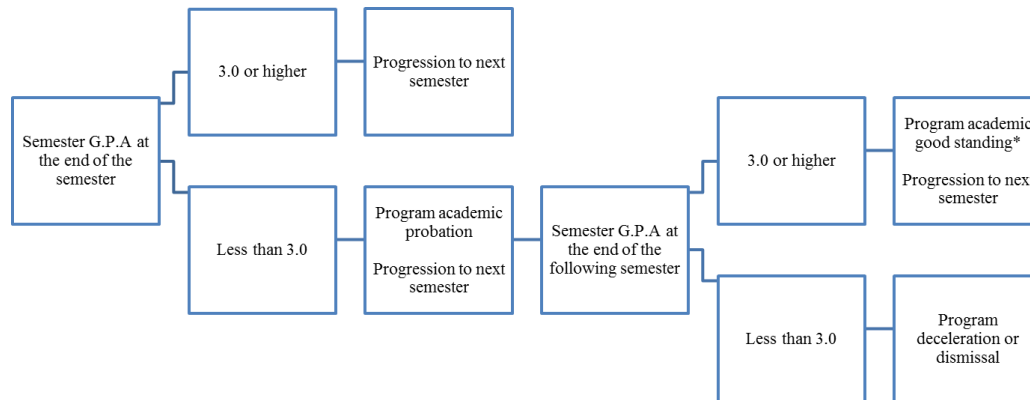 3.0 or higher
Progression to next
semester
Semester G.P.A at
the end of the
semester
Less than 3.0
Program academic
probation
Progression to next
semester
Semester G.P.A at
the end of the
following semester
3.0 or higher
Program academic
good standing*
Progression to next
semester
Less than 3.0
Program
deceleration or
dismissal